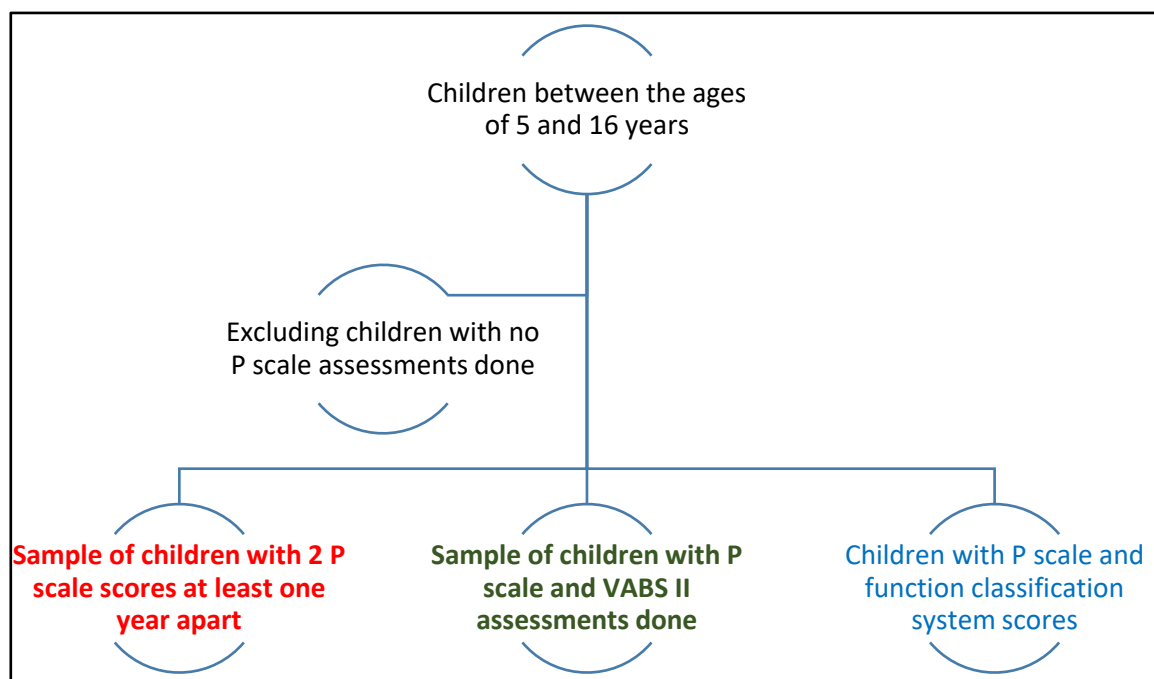 Children between the ages
of 5 and 16 years
Excluding children with no
P scale assessments done
Sample of children with 2 P
scale scores at least one
year apart
Sample of children with P
scale and VABS II
assessments done
Children with P scale and
function classification
system scores